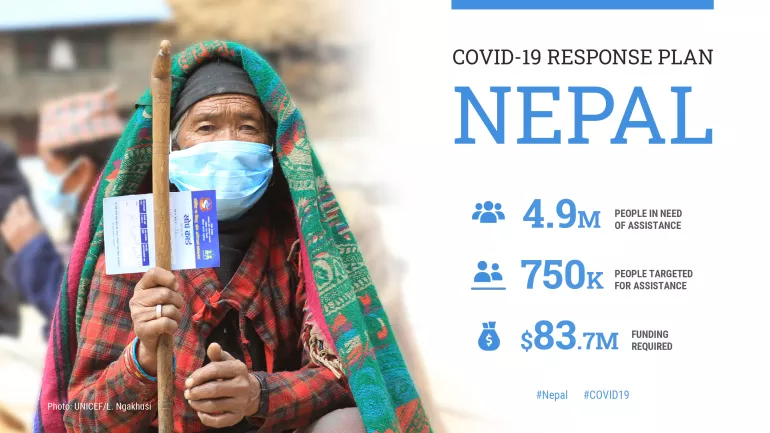 COVID-19 RESPONSE PLAN
NEPAL
4.9M PEOPLE IN NEED
OF ASSISTANCE
750K PEOPLE TARGETED
FOR ASSISTANCE
$83.7M FUNDING
REQUIRED
#Nepal #COVID19
Photo: UNICEF/L. Ngakhusi
खोप कार्ड